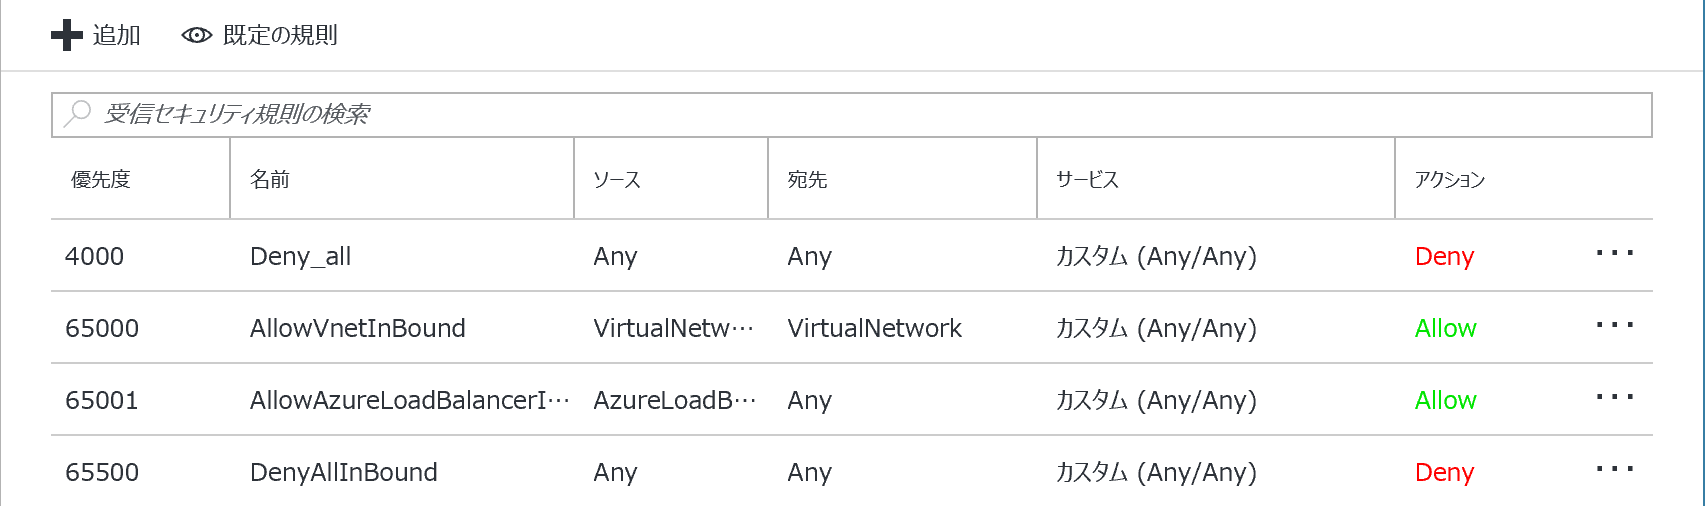 追加 既定の規則
受信セキュリティ規則の検索
優先度 名前 ソース 宛先 サービス アクション
4000 Deny_all Any Any カスタム (Any/Any) Deny ...
65000 AllowVnetInBound VirtualNetw... VirtualNetwork カスタム (Any/Any) Allow ...
65001 AllowAzureLoadBalancerI... AzureLoadB... Any カスタム (Any/Any) Allow ...
65500 DenyAllInBound Any Any カスタム (Any/Any) Deny ...